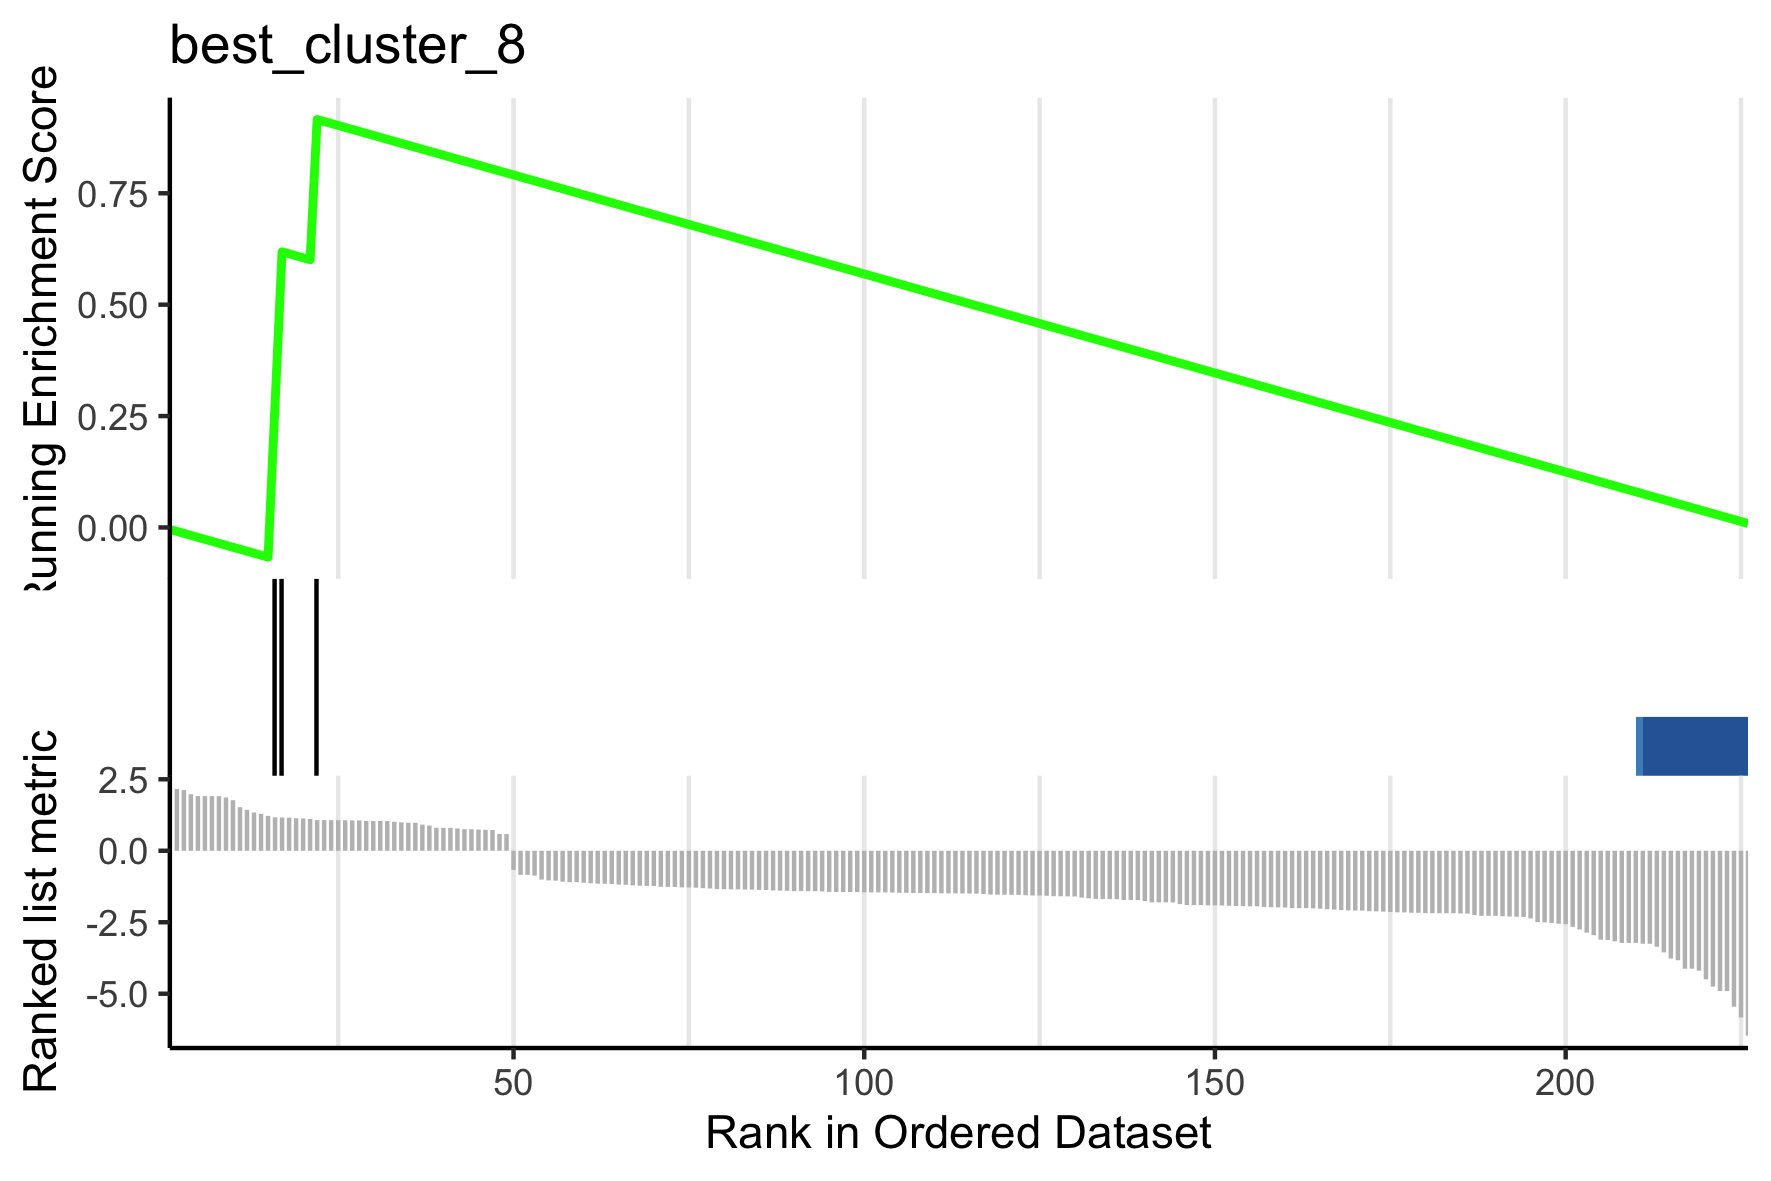 best_cluster_8
Running Enrichment Score
0.75
0.50
0.25
0.00
Ranked list metric
2.5
0.0
-2.5
-5.0
50 100 150 200
Rank in Ordered Dataset